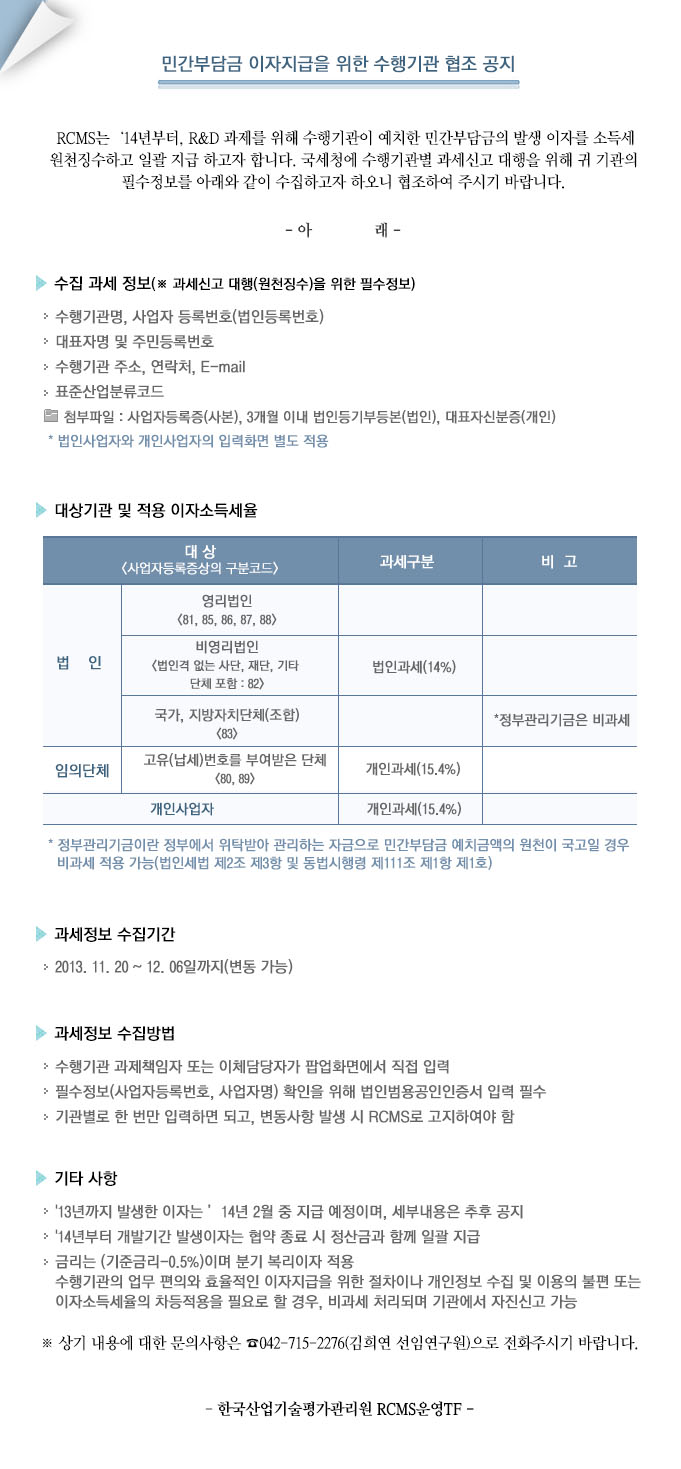 민간부담금 이자지급을 위한 수행기관 협조 공지
RCMS는 ‘14년부터, R&D 과제를 위해 수행기관이 예치한 민간부담금의 발생 이자를 소득세
원천징수하고 일괄 지급 하고자 합니다. 국세청에 수행기관별 과세신고 대행을 위해 귀 기관의
필수정보를 아래와 같이 수집하고자 하오니 협조하여 주시기 바랍니다.
- 아 래 -
수집 과세 정보(※ 과세신고 대행(원천징수)을 위한 필수정보)
수행기관명, 사업자 등록번호(법인등록번호)
대표자명 및 주민등록번호
수행기관 주소, 연락처, E-mail
표준산업분류코드
첨부파일 : 사업자등록증(사본), 3개월 이내 법인등기부등본(법인), 대표자신분증(개인)
* 법인사업자와 개인사업자의 입력화면 별도 적용
대상기관 및 적용 이자소득세율
대 상
<사업자등록증상의 구분코드>
과세구분
비 고
법 인
영리법인
<81, 85, 86, 87, 88>
비영리법인
<법인격 없는 사단, 재단, 기타
단체 포함 : 82>
법인과세(14%)
국가, 지방자치단체(조합)
<83>
*정부관리기금은 비과세
임의단체
고유(납세)번호를 부여받은 단체
<80, 89>
개인과세(15.4%)
개인사업자
개인과세(15.4%)
* 정부관리기금이란 정부에서 위탁받아 관리하는 자금으로 민간부담금 예치금액의 원천이 국고일 경우
비과세 적용 가능(법인세법 제2조 제3항 및 동법시행령 제111조 제1항 제1호)
과세정보 수집기간
2013. 11. 20 ~ 12. 06일까지(변동 가능)
과세정보 수집방법
수행기관 과제책임자 또는 이체담당자가 팝업화면에서 직접 입력
필수정보(사업자등록번호, 사업자명) 확인을 위해 법인범용공인인증서 입력 필수
기관별로 한 번만 입력하면 되고, 변동사항 발생 시 RCMS로 고지하여야 함
기타 사항
'13년까지 발생한 이자는 ' 14년 2월 중 지급 예정이며, 세부내용은 추후 공지
'14년부터 개발기간 발생이자는 협약 종료 시 정산금과 함께 일괄 지급
금리는 (기준금리-0.5%)이며 분기 복리이자 적용
수행기관의 업무 편의와 효율적인 이자지급을 위한 절차이나 개인정보 수집 및 이용의 불편 또는
이자소득세율의 차등적용을 필요로 할 경우, 비과세 처리되며 기관에서 자진신고 가능
※ 상기 내용에 대한 문의사항은 ☎042-715-2276(김희연 선임연구원)으로 전화주시기 바랍니다.
- 한국산업기술평가관리원 RCMS운영TF -